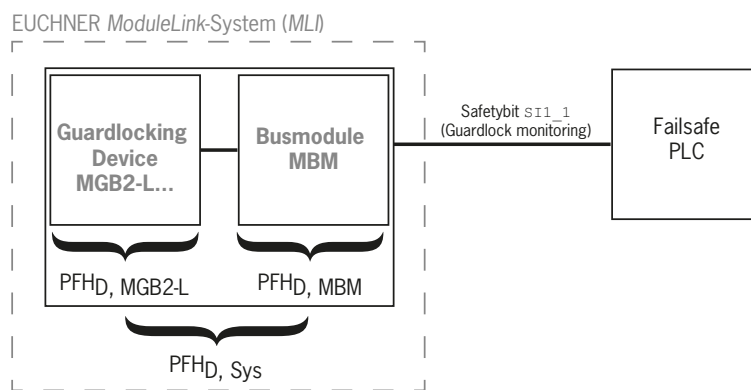 EUCHNER ModuleLink-System (MLI)
Guardlocking
Device
MGB2-L...
Busmodule
MBM
Safetybit SI1_1
(Guardlock monitoring)
Failsafe
PLC
PFHD, MGB2-L
PFHD, MBM
PFHD, Sys